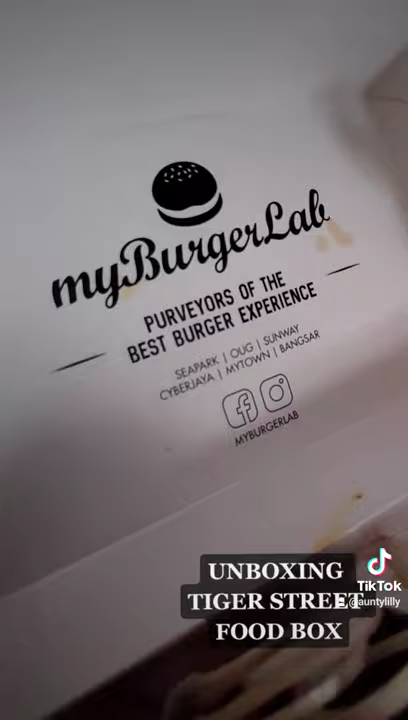 myBurgerLab
PURVEYORS OF THE
BEST BURGER EXPERIENCE
SEAPARK | OUG | SUNWAY
CYBERJAYA | MYTOWN | BANGSAR
MYBURGERLAB
UNBOXING
TIGER STREET
FOOD BOX
TikTok
@auntylilly